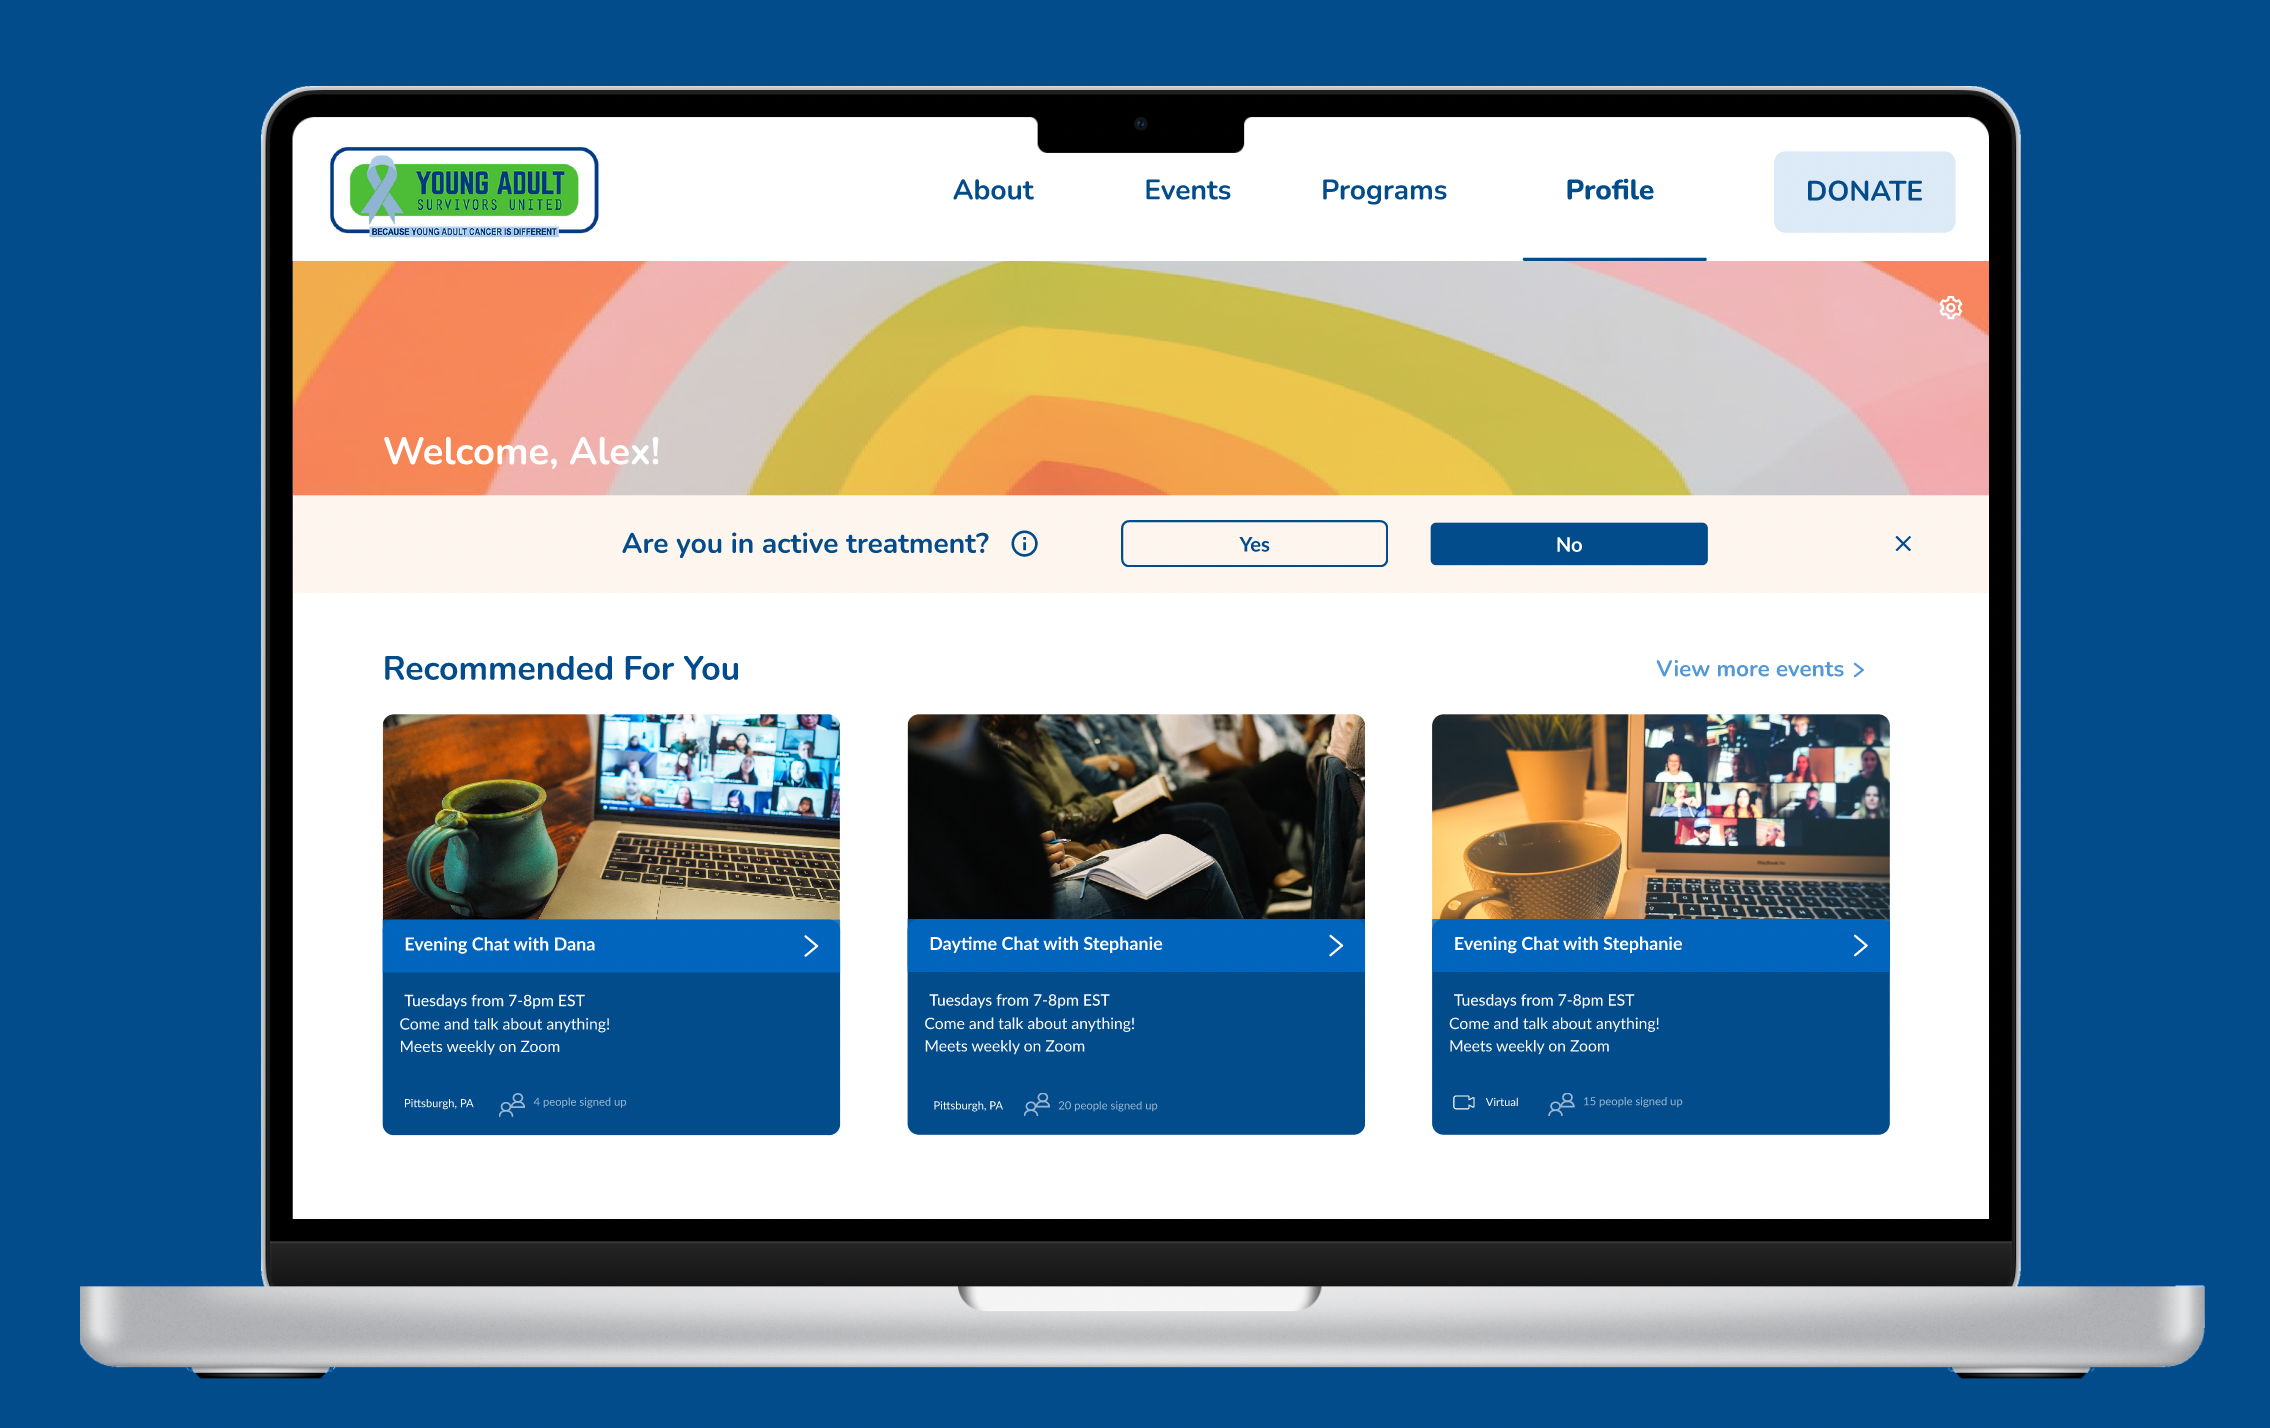 YOUNG ADULT
SURVIVORS UNITED
BECAUSE YOUNG ADULT CANCER IS DIFFERENT
About
Events
Programs
Profile
DONATE
Welcome, Alex!
Are you in active treatment?
Yes
No
Recommended For You
View more events
Evening Chat with Dana
Tuesdays from 7-8pm EST
Come and talk about anything!
Meets weekly on Zoom
Pittsburgh, PA
4 people signed up
Daytime Chat with Stephanie
Tuesdays from 7-8pm EST
Come and talk about anything!
Meets weekly on Zoom
Pittsburgh, PA
20 people signed up
Evening Chat with Stephanie
Tuesdays from 7-8pm EST
Come and talk about anything!
Meets weekly on Zoom
Virtual
15 people signed up